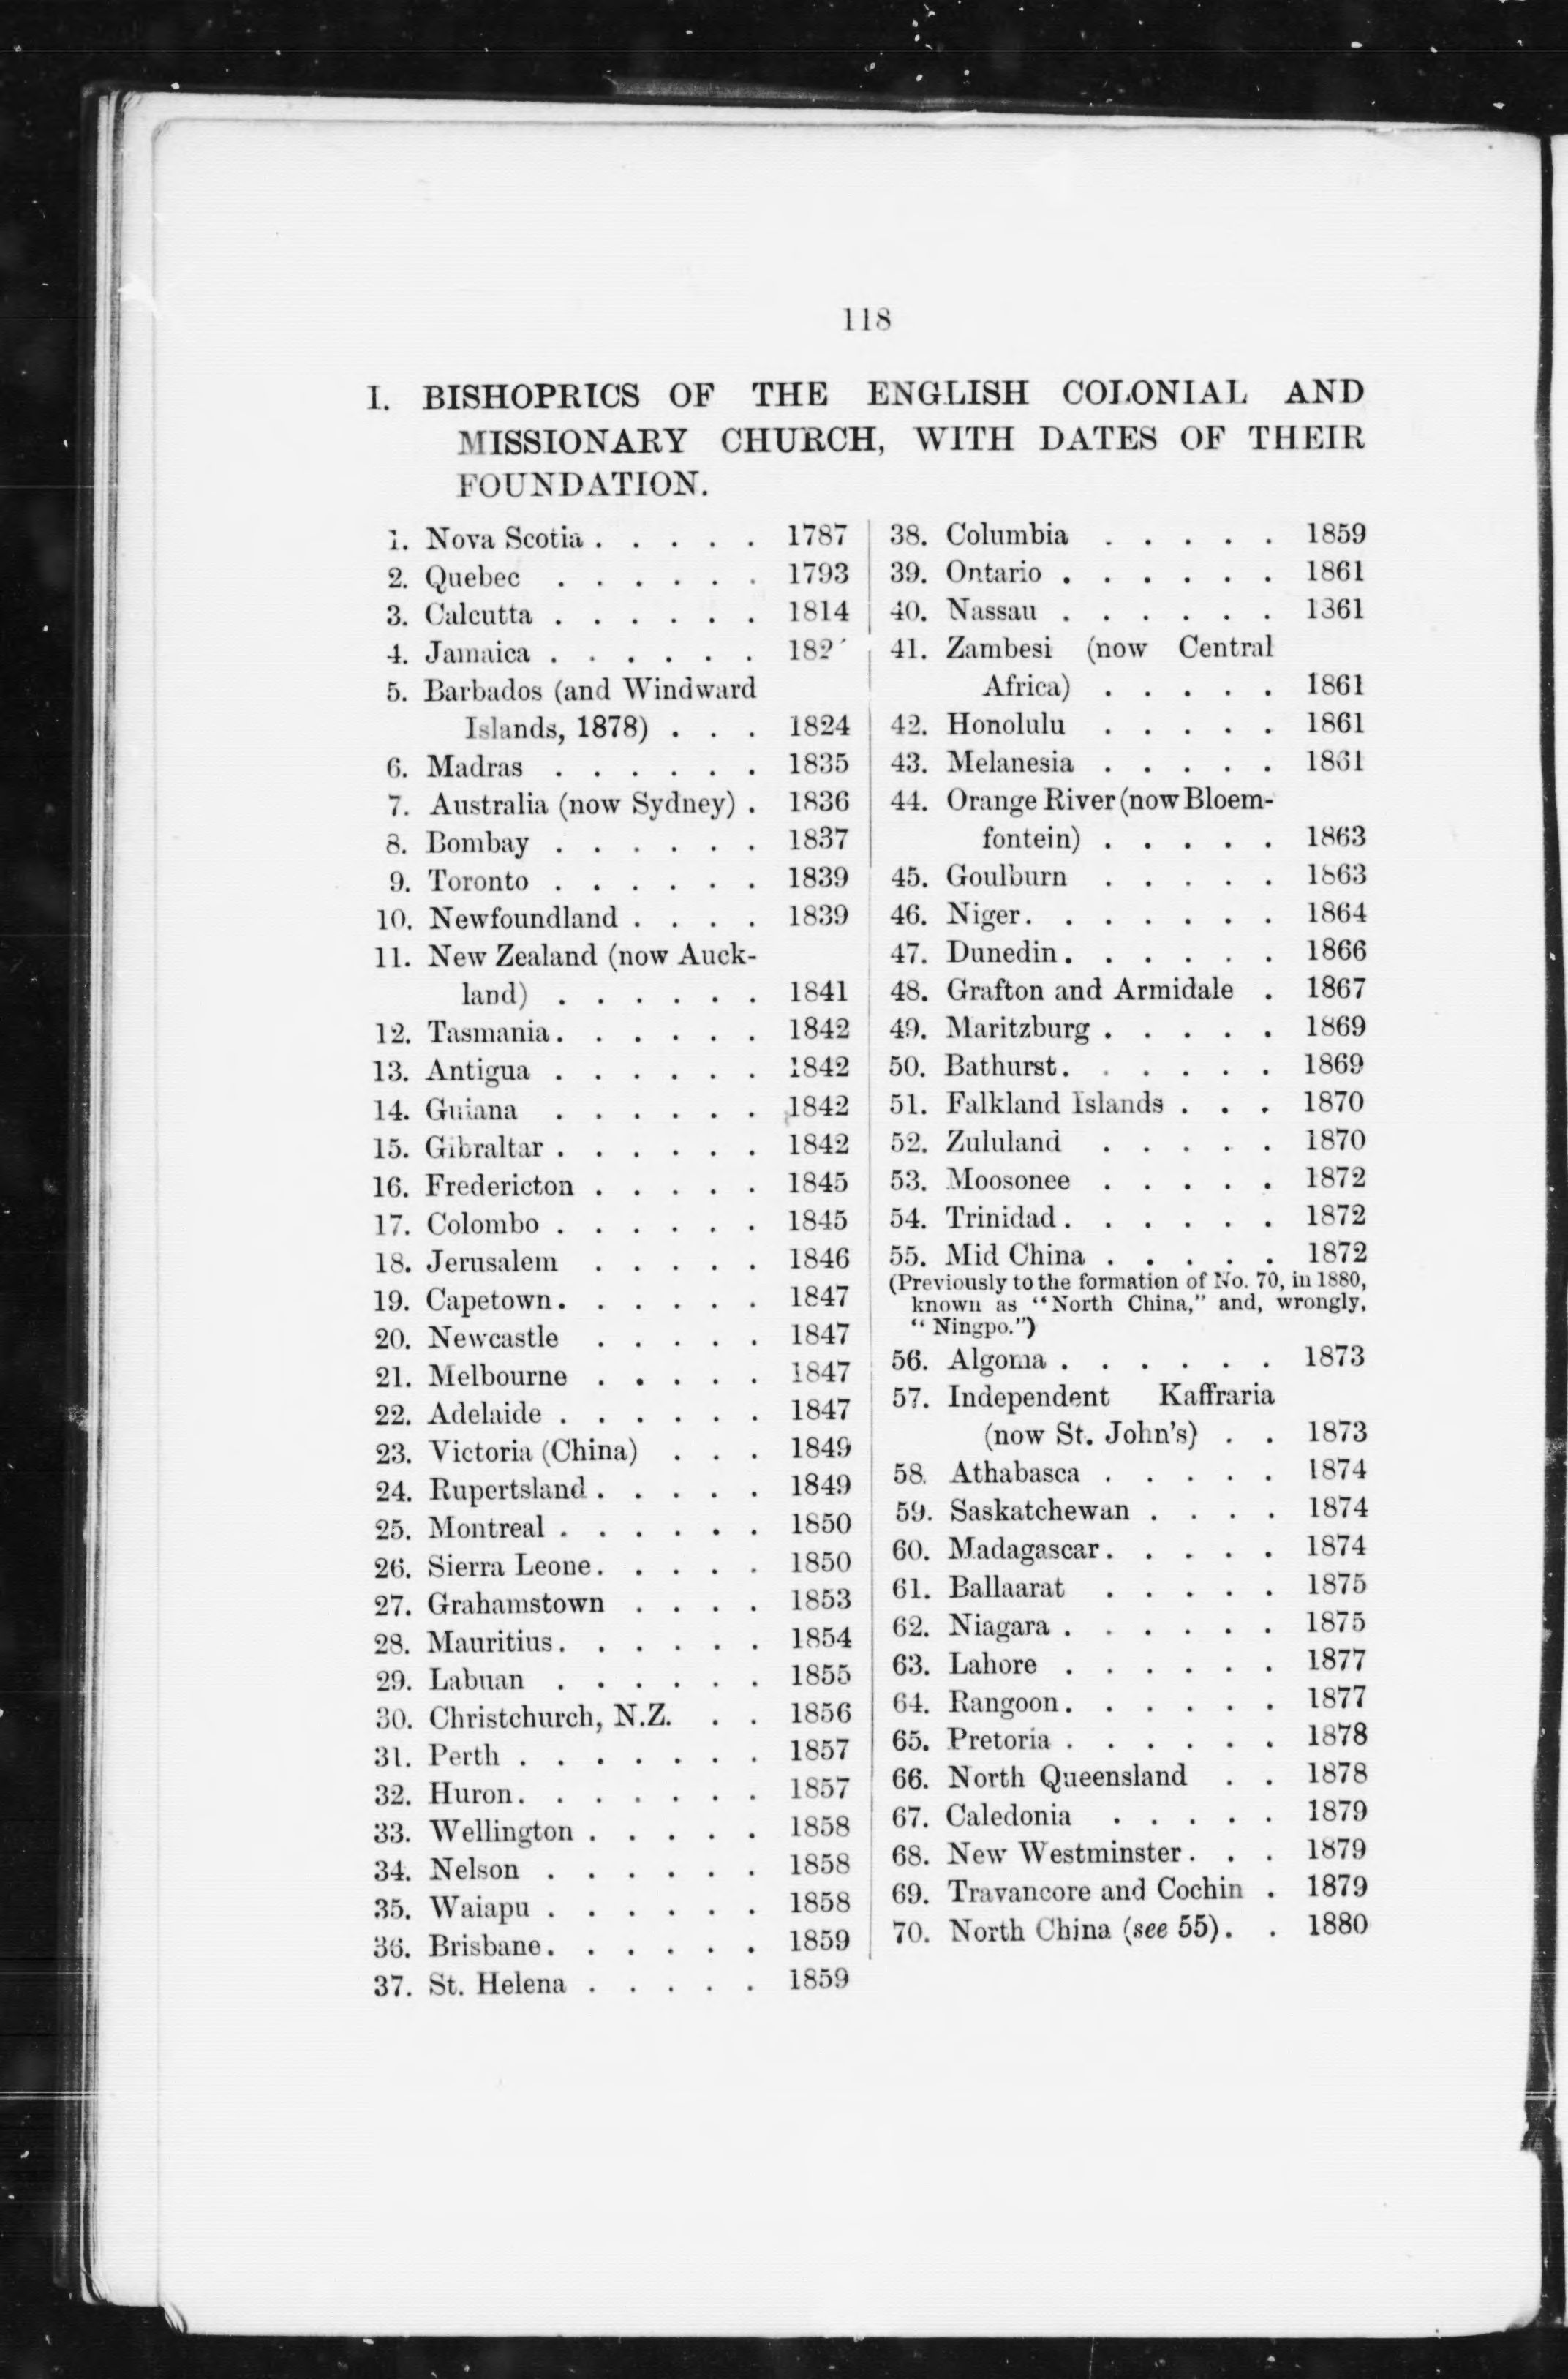 118
I. BISHOPRICS OF THE ENGLISH COLONIAL AND
MISSIONARY CHURCH, WITH DATES OF THEIR
FOUNDATION.
1. Nova Scotia . . . . . 1787
2. Quebec . . . . . . 1793
3. Calcutta . . . . . . 1814
4. Jamaica . . . . . .
5. Barbados (and Windward
Islands, 1878) . . . 1824
6. Madras . . . . . . 1835
7. Australia (now Sydney) . 1836
8. Bombay . . . . . . 1837
9. Toronto . . . . . . 1839
10. Newfoundland . . . . 1839
11. New Zealand (now Auck-
land) . . . . . . 1841
12. Tasmania . . . . . . 1842
13. Antigua . . . . . . 1842
14. Guiana . . . . . . 1842
15. Gibraltar . . . . . . 1842
16. Fredericton . . . . . 1845
17. Colombo . . . . . . 1845
18. Jerusalem . . . . . 1846
19. Capetown . . . . . . 1847
20. Newcastle . . . . . 1847
21. Melbourne . . . . . 1847
22. Adelaide . . . . . . 1847
23. Victoria (China) . . . 1849
24. Rupertsland . . . . . 1849
25. Montreal . . . . . . 1850
26. Sierra Leone . . . . . 1850
27. Grahamstown . . . . 1853
28. Mauritius . . . . . . 1854
29. Labuan . . . . . . 1855
30. Christchurch, N.Z. . . 1856
31. Perth . . . . . . . 1857
32. Huron . . . . . . . 1857
33. Wellington . . . . . 1858
34. Nelson . . . . . . 1858
35. Waiapu . . . . . . 1858
36. Brisbane . . . . . . 1859
37. St. Helena . . . . . 1859
38. Columbia . . . . . 1859
39. Ontario . . . . . . 1861
40. Nassau . . . . . . 1861
41. Zambesi (now Central
Africa) . . . . . 1861
42. Honolulu . . . . . 1861
43. Melanesia . . . . . 1861
44. Orange River (now Bloem-
fontein) . . . . . 1863
45. Goulburn . . . . . 1863
46. Niger . . . . . . . 1864
47. Dunedin . . . . . . 1866
48. Grafton and Armidale . 1867
49. Maritzburg . . . . . 1869
50. Bathurst . . . . . . 1869
51. Falkland Islands . . . 1870
52. Zululand . . . . . 1870
53. Moosonee . . . . . 1872
54. Trinidad . . . . . . 1872
55. Mid China . . . . . 1872
(Previously to the formation of No. 70, in 1880,
known as "North China," and, wrongly,
"Ningpo.")
56. Algoma . . . . . . 1873
57. Independent Kaffraria
(now St. John's) . . 1873
58. Athabasca . . . . . 1874
59. Saskatchewan . . . . 1874
60. Madagascar . . . . . 1874
61. Ballaarat . . . . . 1875
62. Niagara . . . . . . 1875
63. Lahore . . . . . . 1877
64. Rangoon . . . . . . 1877
65. Pretoria . . . . . . 1878
66. North Queensland . . 1878
67. Caledonia . . . . . 1879
68. New Westminster . . . 1879
69. Travancore and Cochin . 1879
70. North China (see 55) . . 1880